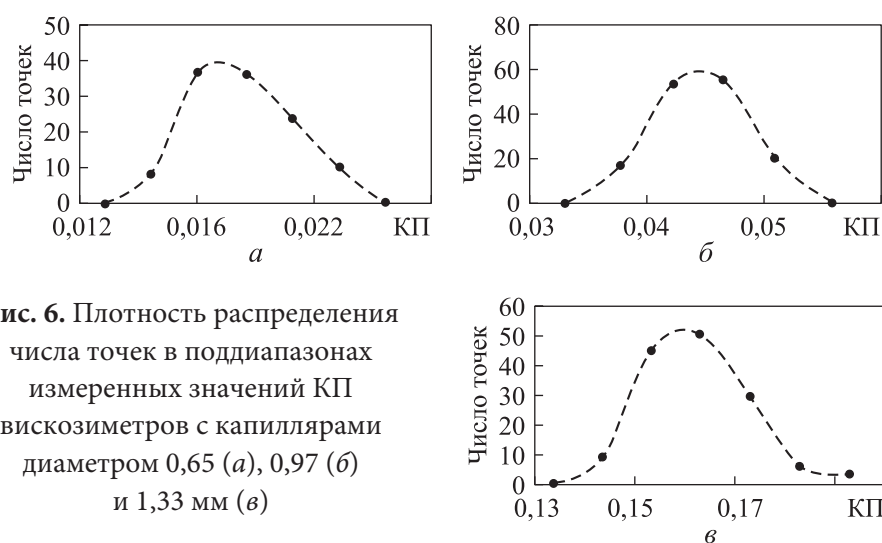 50
40
30
20
10
0
Число точек
0,012 0,016 0,022 КП
а
80
60
40
20
0
Число точек
0,03 0,04 0,05 КП
б
ис. 6. Плотность распределения
числа точек в поддиапазонах
измеренных значений КП
вискозиметров с капиллярами
диаметром 0,65 (а), 0,97 (б)
и 1,33 мм (в)
60
50
40
30
20
10
0
Число точек
0,13 0,15 0,17 КП
в